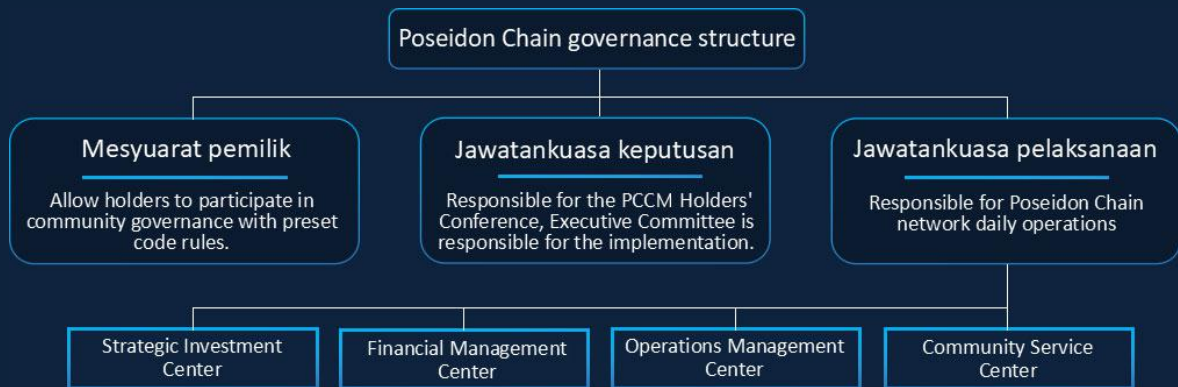 Poseidon Chain governance structure
Mesyuarat pemilik
Allow holders to participate in
community governance with preset
code rules.
Jawatankuasa keputusan
Responsible for the PCCM Holders'
Conference, Executive Committee is
responsible for the implementation.
Jawatankuasa pelaksanaan
Responsible for Poseidon Chain
network daily operations
Strategic Investment
Center
Financial Management
Center
Operations Management
Center
Community Service
Center